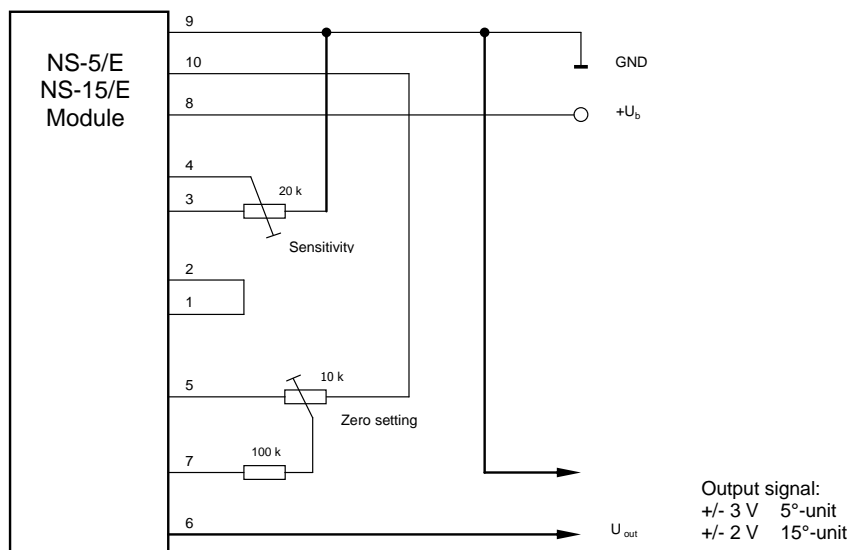 9
NS-5/E
NS-15/E
Module
GND
10
8
+Ub
4
20 k
3
Sensitivity
2
1
10 k
5
Zero setting
100 k
7
Output signal:
+/- 3 V 5°-unit
6
U out
+/- 2 V 15°-unit